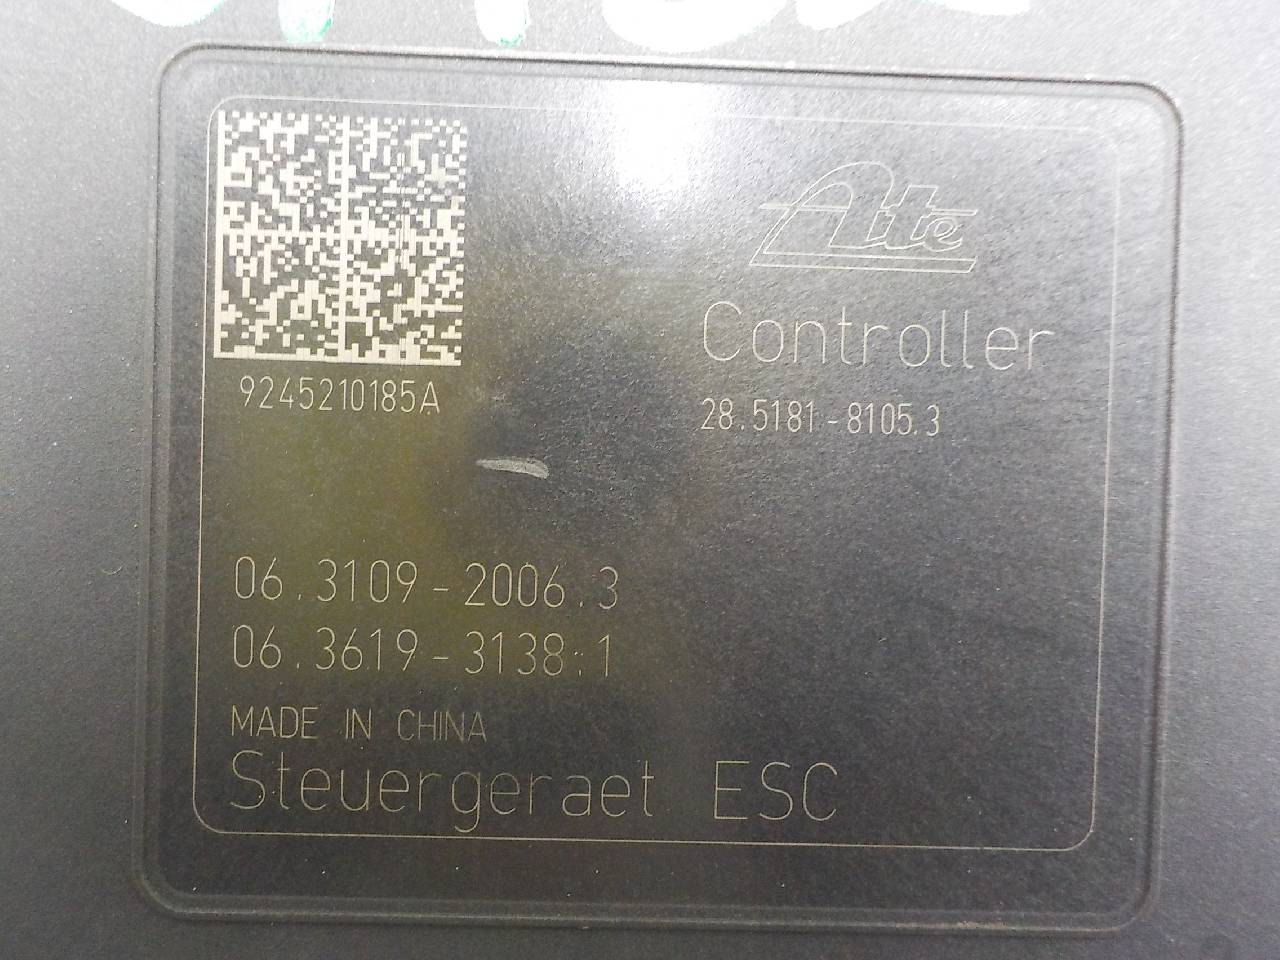 Ate
9245210185A
Controller
28.5181-8105.3
06.3109-2006.3
06.3619-3138.1
MADE IN CHINA
Steuergeraet ESC